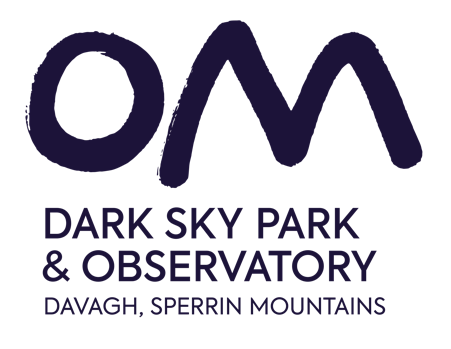 OM
DARK SKY PARK
& OBSERVATORY
DAVAGH, SPERRIN MOUNTAINS